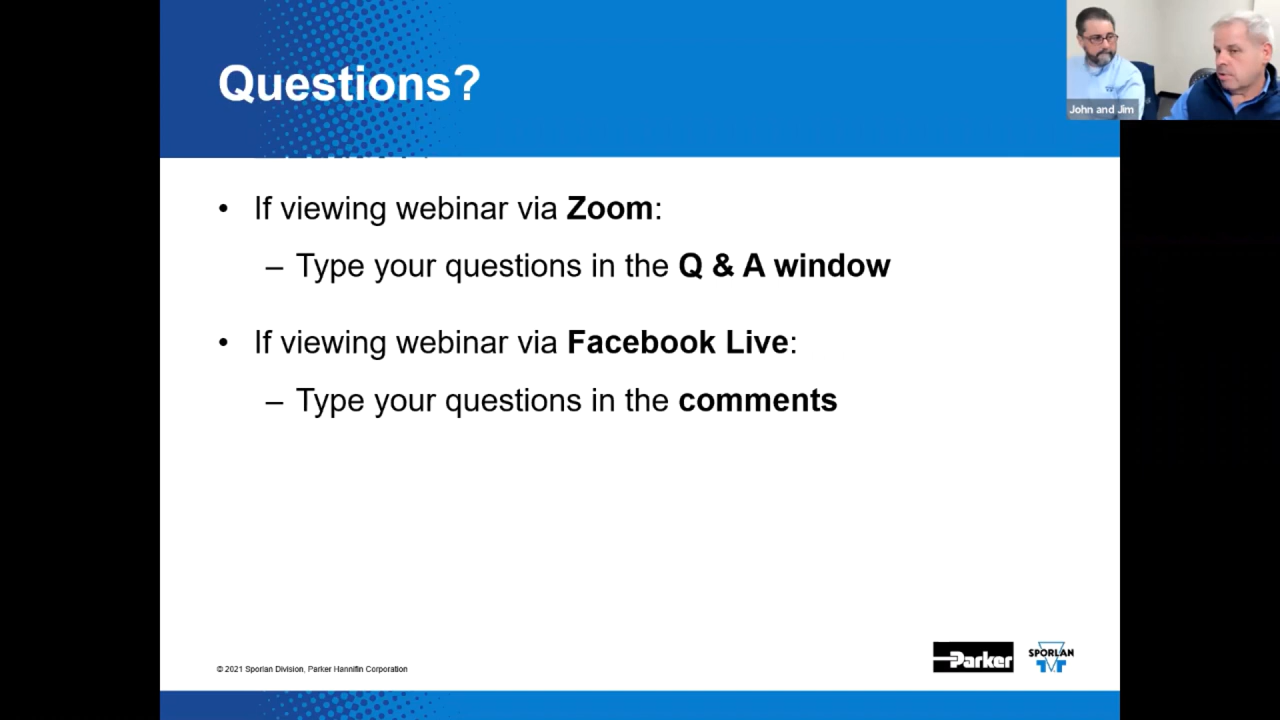 Questions?
John and Jim
• If viewing webinar via Zoom:
– Type your questions in the Q & A window
• If viewing webinar via Facebook Live:
– Type your questions in the comments
© 2021 Sporlan Division, Parker Hannifin Corporation
Parker
SPORLAN